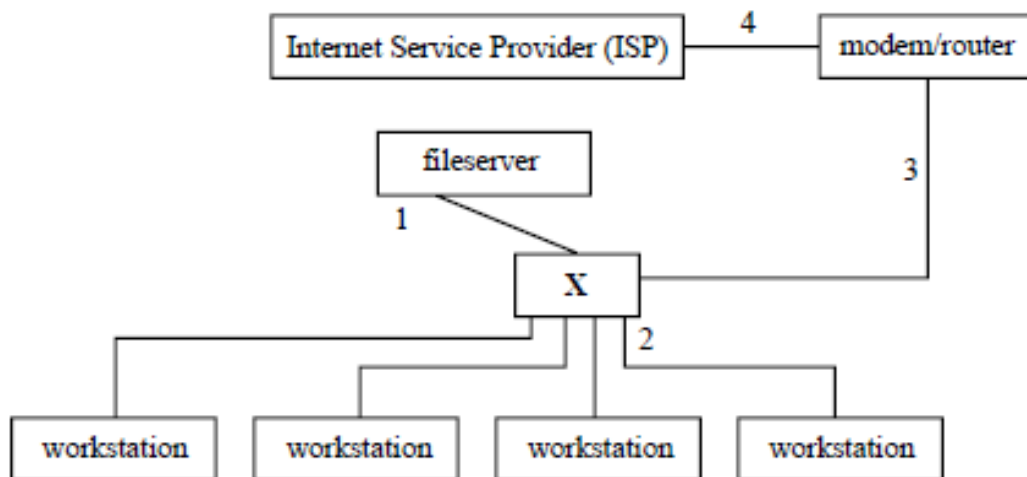 4
Internet Service Provider (ISP)
modem/router
fileserver
3
1
X
2
workstation
workstation
workstation
workstation